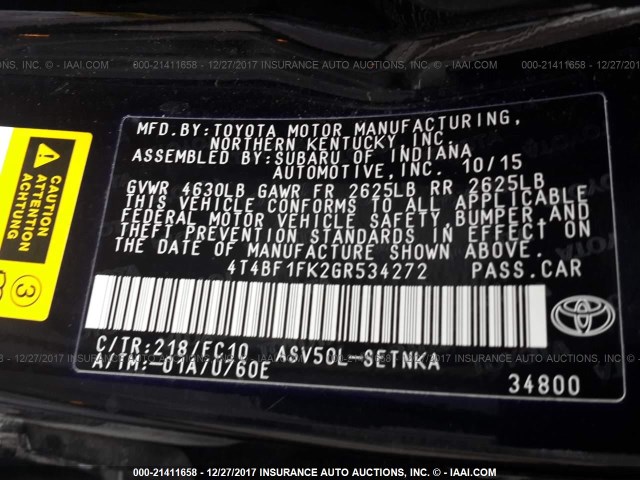 000-21411658 - 12/27/2017 INSURANCE AUTO AUCTIONS, INC. - © IAAI.COM
MFD.BY:TOYOTA MOTOR MANUFACTURING,
NORTHERN KENTUCKY, INC.
ASSEMBLED BY:SUBARU OF INDIANA
AUTOMOTIVE, INC. 10/15
GVWR 4630LB GAWR FR 2625LB RR 2625LB
THIS VEHICLE CONFORMS TO ALL APPLICABLE
FEDERAL MOTOR VEHICLE SAFETY, BUMPER, AND
THEFT PREVENTION STANDARDS IN EFFECT ON
THE DATE OF MANUFACTURE SHOWN ABOVE.
4T4BF1FK2GR534272 PASS.CAR
C/TR:218/FC10 ASV50L-SETNKA
A/TM:-01A/U760E
34800
TOYOTA
CAUTION
ATTENTION
ACHTUNG
3
000-21411658 - 12/27/2017 INSURANCE AUTO AUCTIONS, INC. - © IAAI.COM